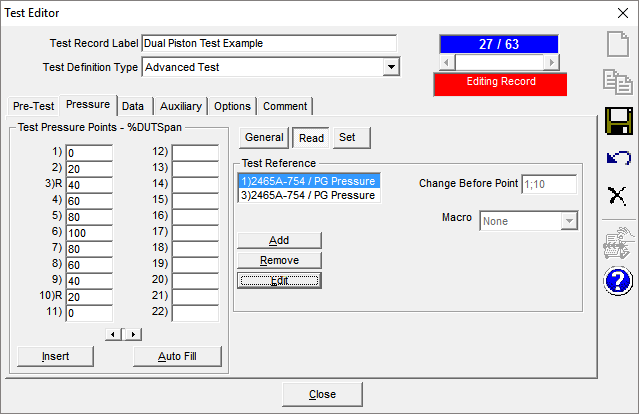 Test Editor
Test Record Label Dual Piston Test Example
Test Definition Type Advanced Test
27 / 63
Editing Record
Pre-Test Pressure Data Auxiliary Options Comment
Test Pressure Points - %DUTSpan
1) 0
2) 20
3)R 40
4) 60
5) 80
6) 100
7) 80
8) 60
9) 40
10)R 20
11) 0
12)
13)
14)
15)
16)
17)
18)
19)
20)
21)
22)
Insert Auto Fill
General Read Set
Test Reference
1)2465A-754 / PG Pressure
3)2465A-754 / PG Pressure
Change Before Point 1;10
Macro None
Add
Remove
Edit
Close